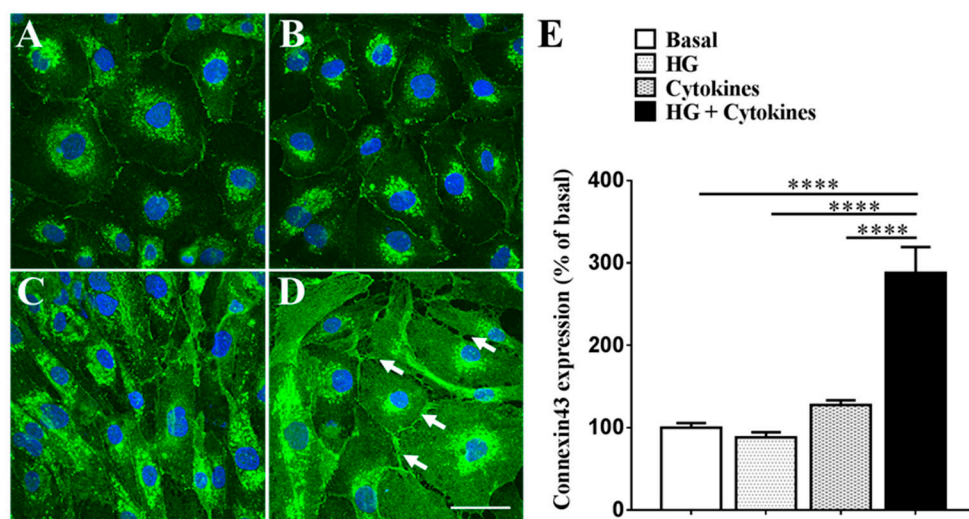 A
B
C
D
E
Basal
HG
Cytokines
HG + Cytokines
Connexin43 expression (% of basal)
400
300
200
100
0
****
****
****